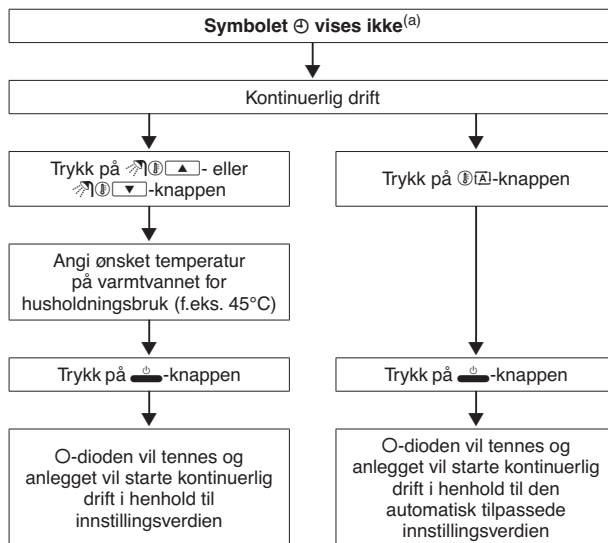 Symbolet ⏲ vises ikke(a)
Kontinuerlig drift
Trykk på ▲ - eller
▼ -knappen
Angi ønsket temperatur
på varmtvannet for
husholdningsbruk (f.eks. 45°C)
Trykk på ⏻ -knappen
O-dioden vil tennes og
anlegget vil starte kontinuerlig
drift i henhold til
innstillingsverdien
Trykk på A-knappen
Trykk på ⏻ -knappen
O-dioden vil tennes og
anlegget vil starte kontinuerlig
drift i henhold til den
automatisk tilpassede
innstillingsverdien